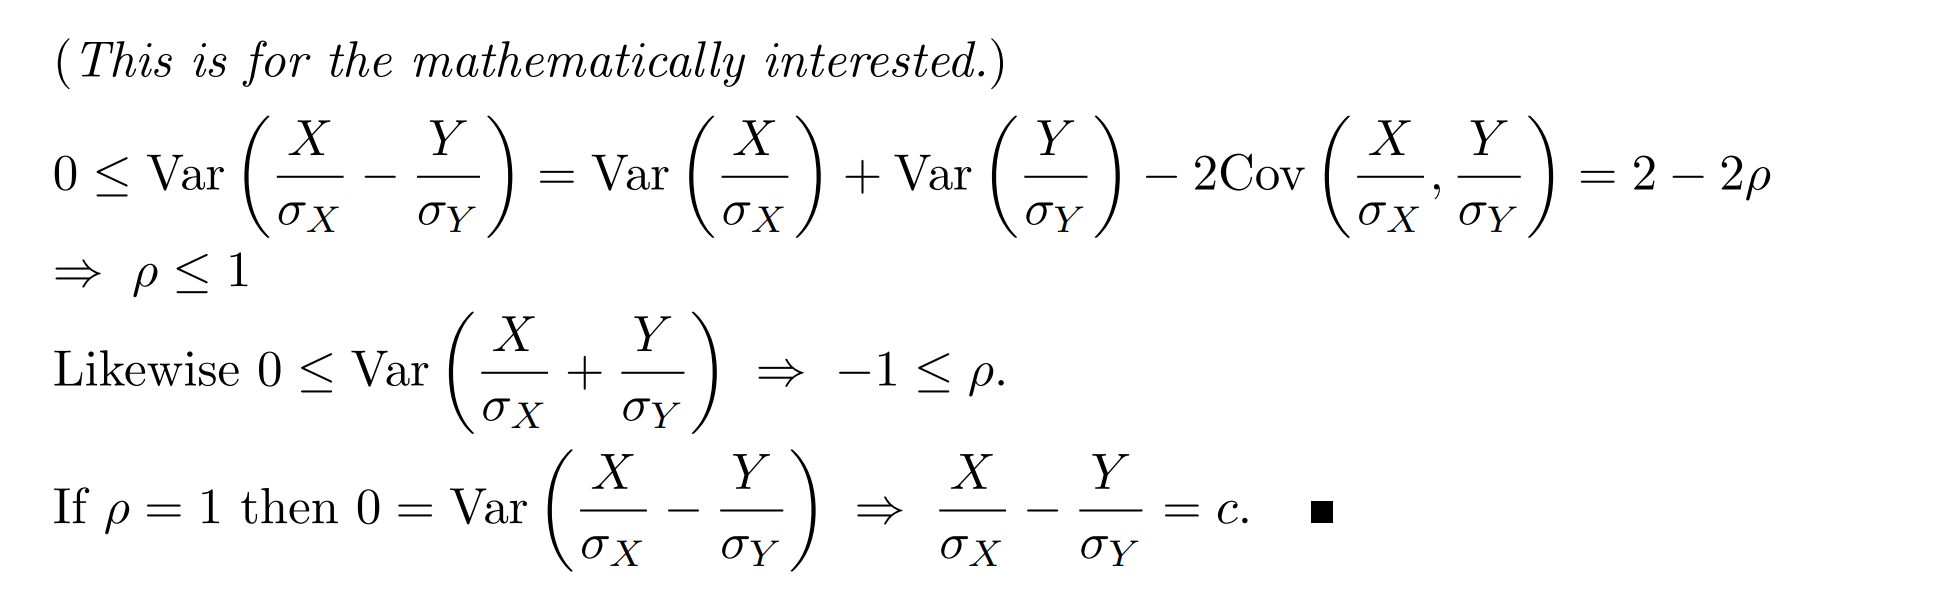 (This is for the mathematically interested.)
0 ≤ Var(X/σ_X − Y/σ_Y) = Var(X/σ_X) + Var(Y/σ_Y) − 2Cov(X/σ_X, Y/σ_Y) = 2 − 2ρ
⇒ ρ ≤ 1
Likewise 0 ≤ Var(X/σ_X + Y/σ_Y) ⇒ −1 ≤ ρ.
If ρ = 1 then 0 = Var(X/σ_X − Y/σ_Y) ⇒ X/σ_X − Y/σ_Y = c. ■